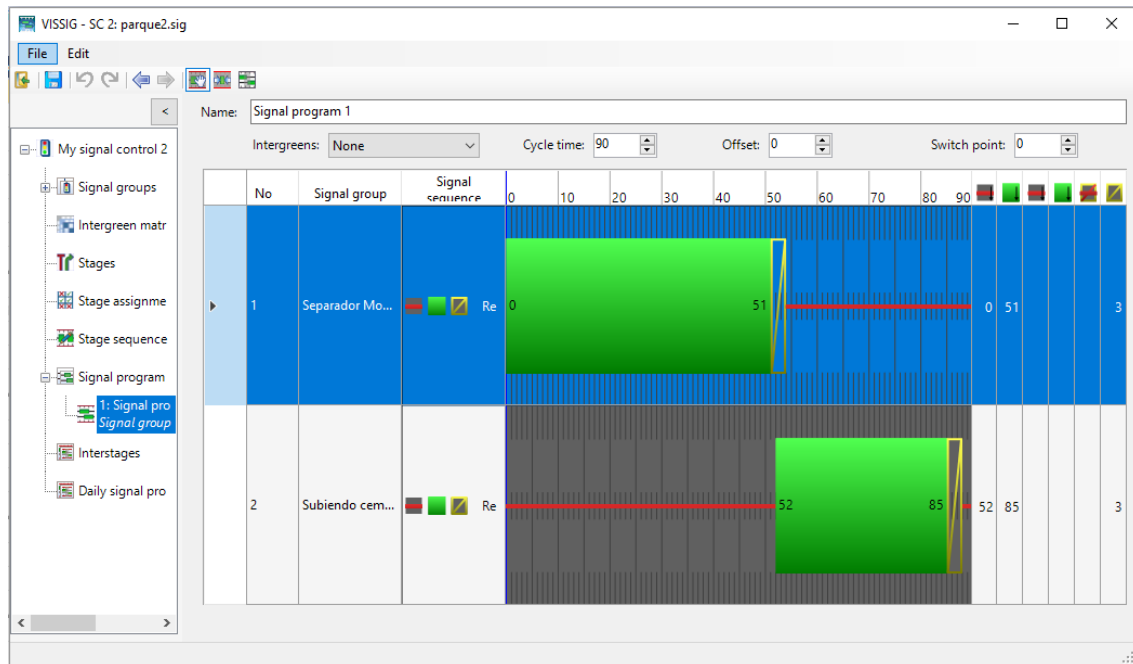 VISSIG - SC 2: parque2.sig
File Edit
<
Name: Signal program 1
Intergreens: None Cycle time: 90 Offset: 0 Switch point: 0
My signal control 2
Signal groups
Intergreen matr
Stages
Stage assignme
Stage sequence
Signal program
1: Signal pro
Signal group
Interstages
Daily signal pro
No Signal group Signal sequence 0 10 20 30 40 50 60 70 80 90
1 Separador Mo... Re 0 51 0 51 3
2 Subiendo cem... Re 52 85 52 85 3
< >